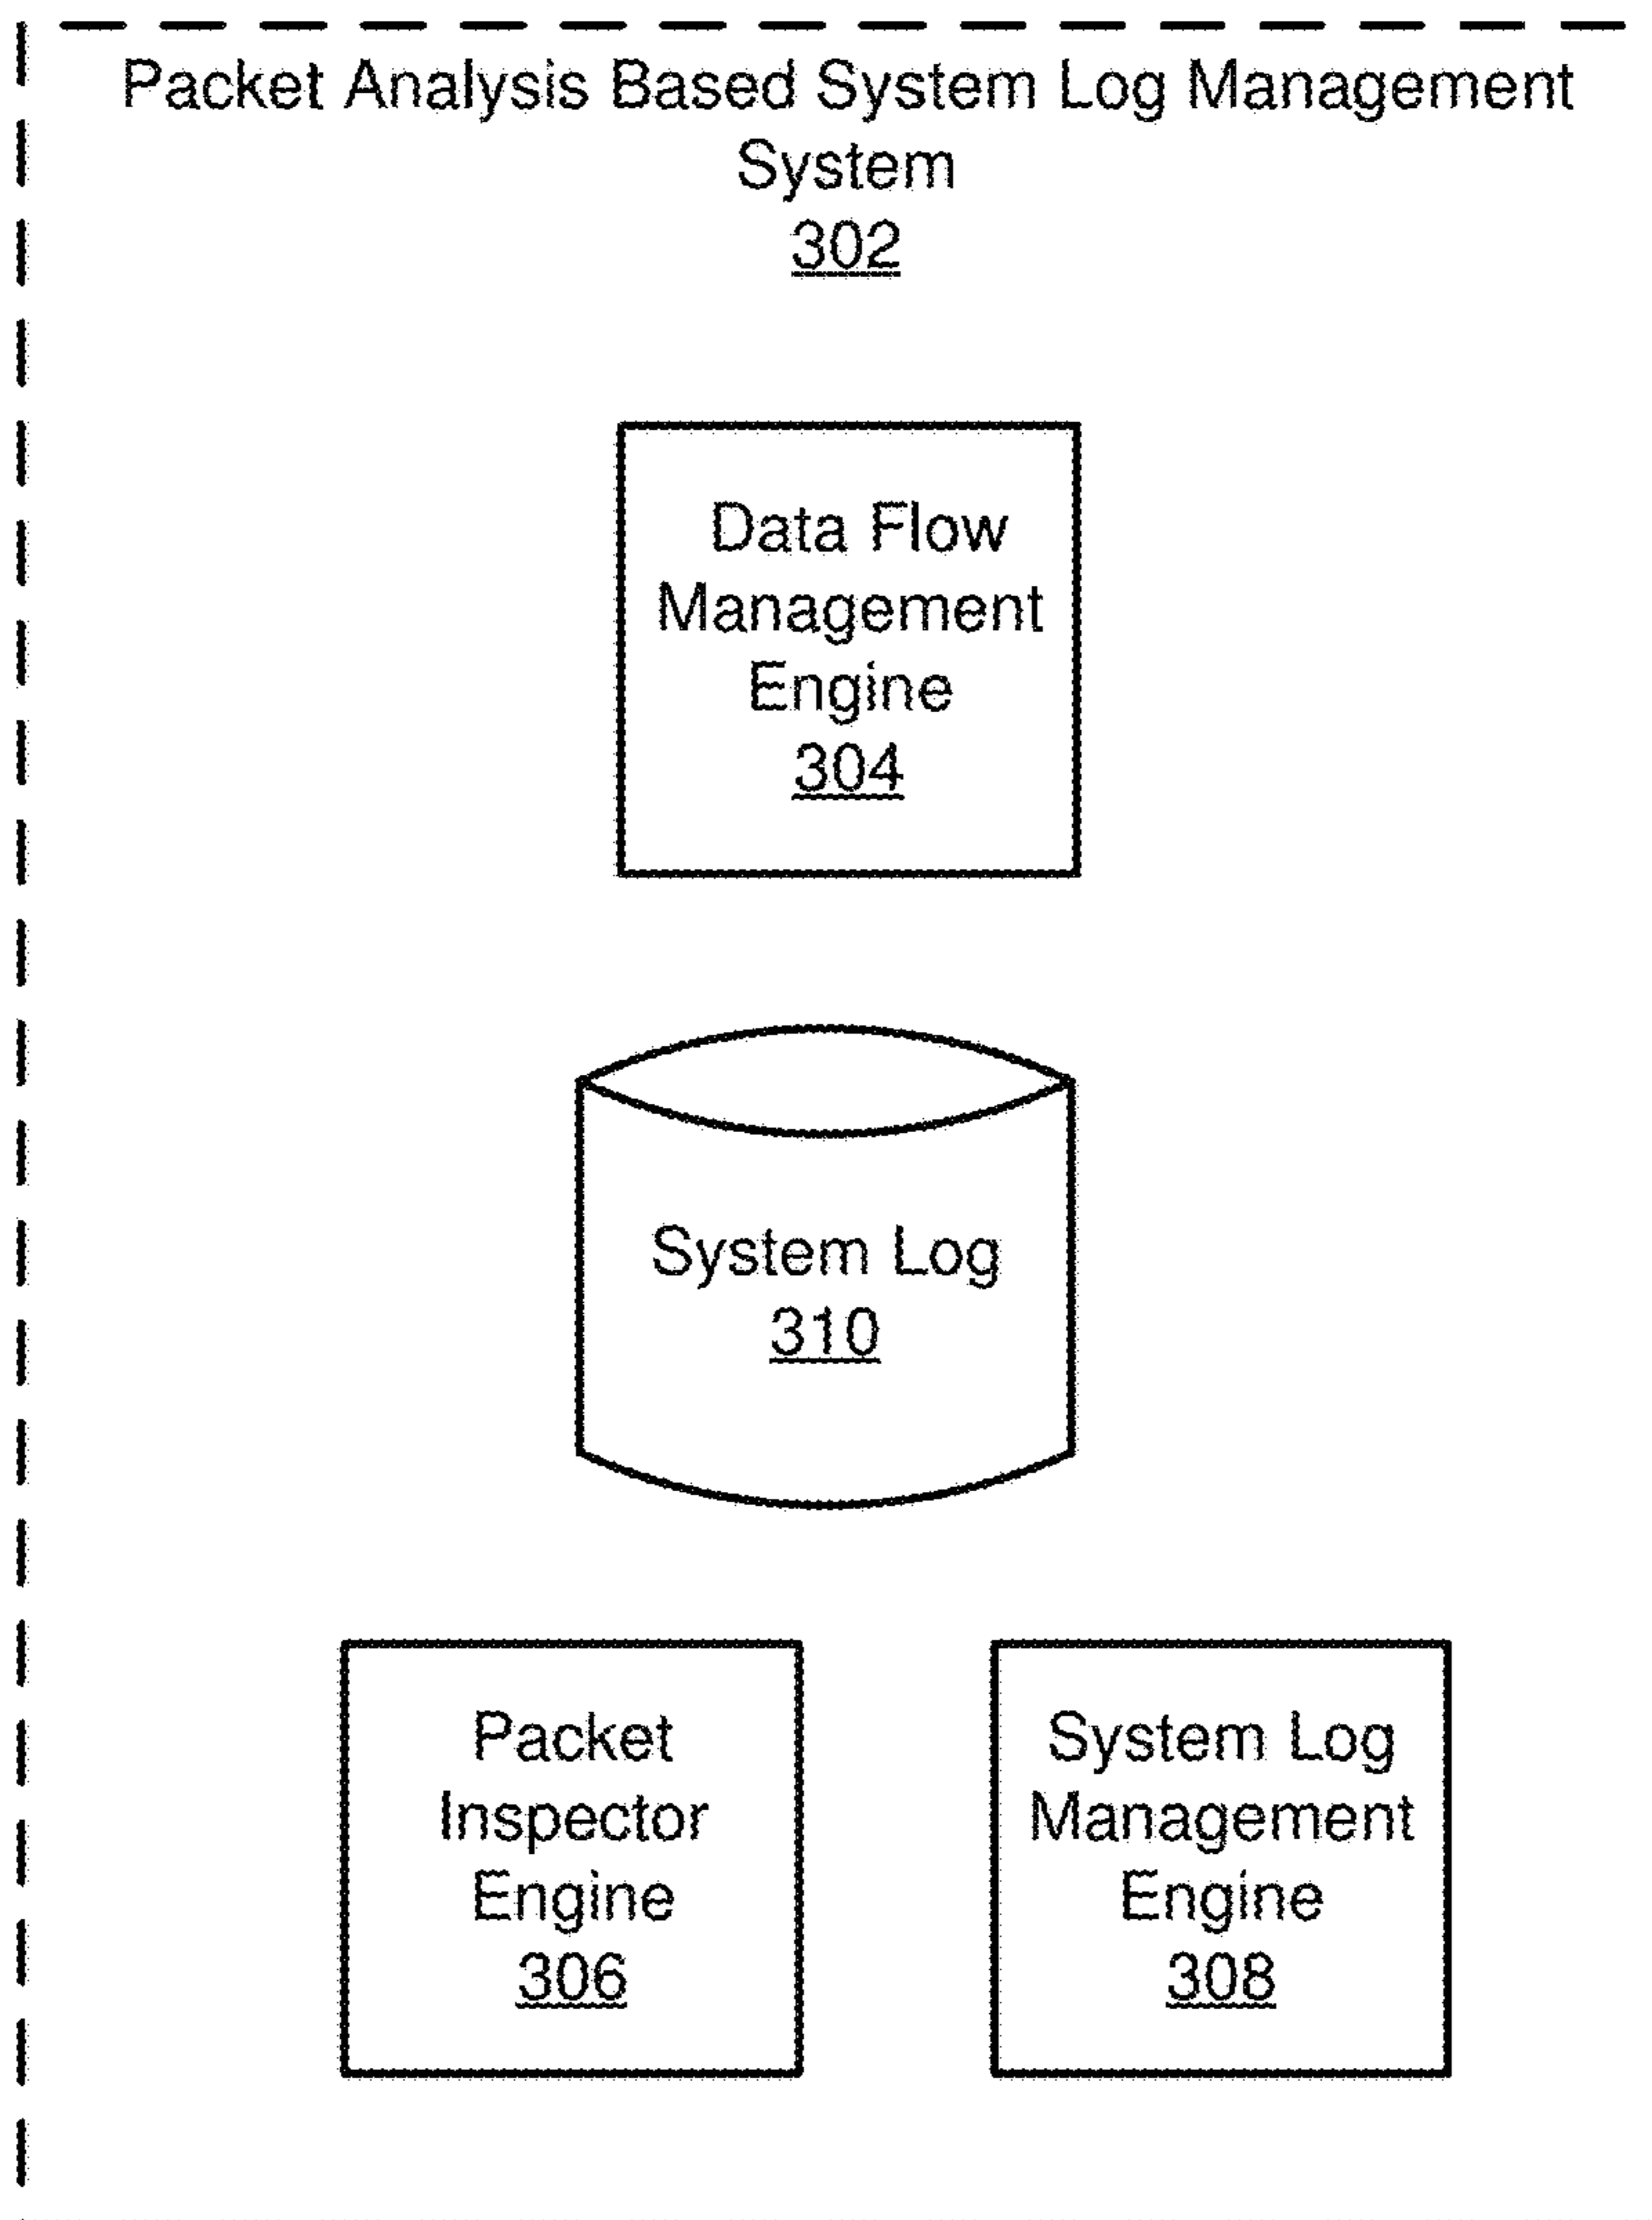 Packet Analysis Based System Log Management
System
302
Data Flow
Management
Engine
304
System Log
310
Packet
Inspector
Engine
306
System Log
Management
Engine
308